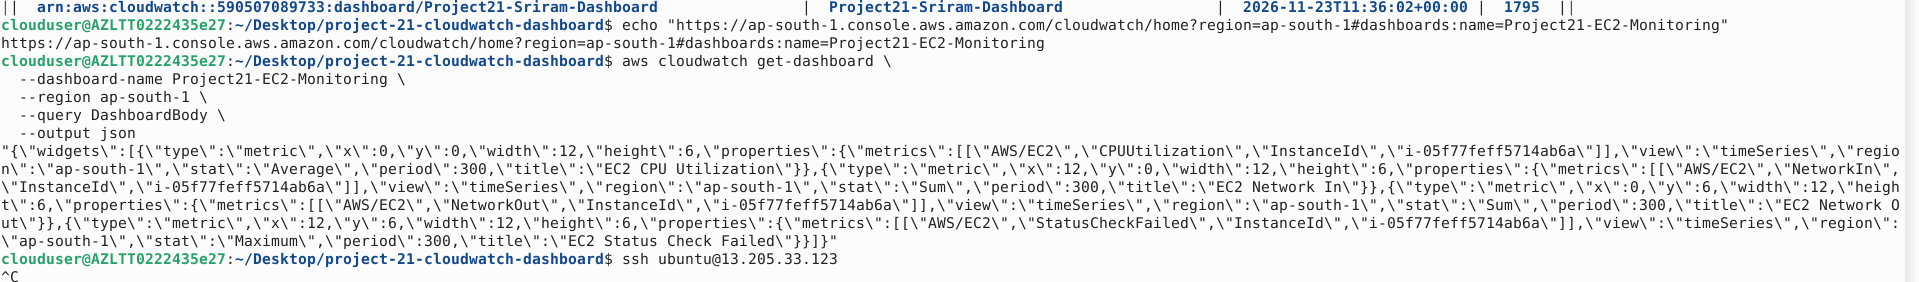 ||  arn:aws:cloudwatch::590507089733:dashboard/Project21-Sriram-Dashboard                |  Project21-Sriram-Dashboard                 |  2026-11-23T11:36:02+00:00 |  1795  ||
clouduser@AZLTT0222435e27:~/Desktop/project-21-cloudwatch-dashboard$ echo "https://ap-south-1.console.aws.amazon.com/cloudwatch/home?region=ap-south-1#dashboards:name=Project21-EC2-Monitoring"
https://ap-south-1.console.aws.amazon.com/cloudwatch/home?region=ap-south-1#dashboards:name=Project21-EC2-Monitoring
clouduser@AZLTT0222435e27:~/Desktop/project-21-cloudwatch-dashboard$ aws cloudwatch get-dashboard \
  --dashboard-name Project21-EC2-Monitoring \
  --region ap-south-1 \
  --query DashboardBody \
  --output json
"{\"widgets\":[{\"type\":\"metric\",\"x\":0,\"y\":0,\"width\":12,\"height\":6,\"properties\":{\"metrics\":[[\"AWS/EC2\",\"CPUUtilization\",\"InstanceId\",\"i-05f77feff5714ab6a\"]],\"view\":\"timeSeries\",\"regio
n\":\"ap-south-1\",\"stat\":\"Average\",\"period\":300,\"title\":\"EC2 CPU Utilization\"}},{\"type\":\"metric\",\"x\":12,\"y\":0,\"width\":12,\"height\":6,\"properties\":{\"metrics\":[[\"AWS/EC2\",\"NetworkIn\",
\"InstanceId\",\"i-05f77feff5714ab6a\"]],\"view\":\"timeSeries\",\"region\":\"ap-south-1\",\"stat\":\"Sum\",\"period\":300,\"title\":\"EC2 Network In\"}},{\"type\":\"metric\",\"x\":0,\"y\":6,\"width\":12,\"heigh
t\":6,\"properties\":{\"metrics\":[[\"AWS/EC2\",\"NetworkOut\",\"InstanceId\",\"i-05f77feff5714ab6a\"]],\"view\":\"timeSeries\",\"region\":\"ap-south-1\",\"stat\":\"Sum\",\"period\":300,\"title\":\"EC2 Network O
ut\"}},{\"type\":\"metric\",\"x\":12,\"y\":6,\"width\":12,\"height\":6,\"properties\":{\"metrics\":[[\"AWS/EC2\",\"StatusCheckFailed\",\"InstanceId\",\"i-05f77feff5714ab6a\"]],\"view\":\"timeSeries\",\"region\":
\"ap-south-1\",\"stat\":\"Maximum\",\"period\":300,\"title\":\"EC2 Status Check Failed\"}}]}"
clouduser@AZLTT0222435e27:~/Desktop/project-21-cloudwatch-dashboard$ ssh ubuntu@13.205.33.123
^C